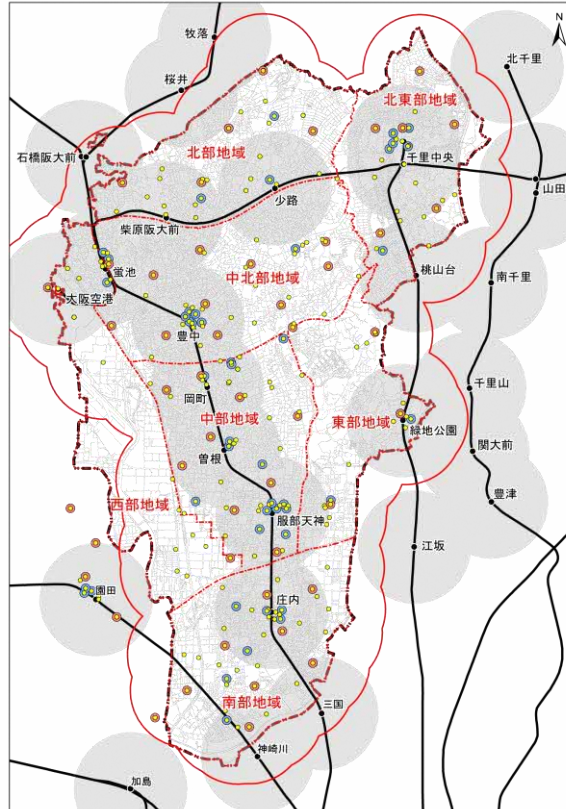 N
牧落
桜井
北千里
北東部地域
石橋阪大前
北部地域
千里中央
山田
少路
柴原阪大前
桃山台
南千里
蛍池
中北部地域
大阪空港
豊中
千里山
岡町
中部地域
東部地域
緑地公園
関大前
曽根
豊津
西部地域
服部天神
江坂
園田
庄内
南部地域
三国
神崎川
加島